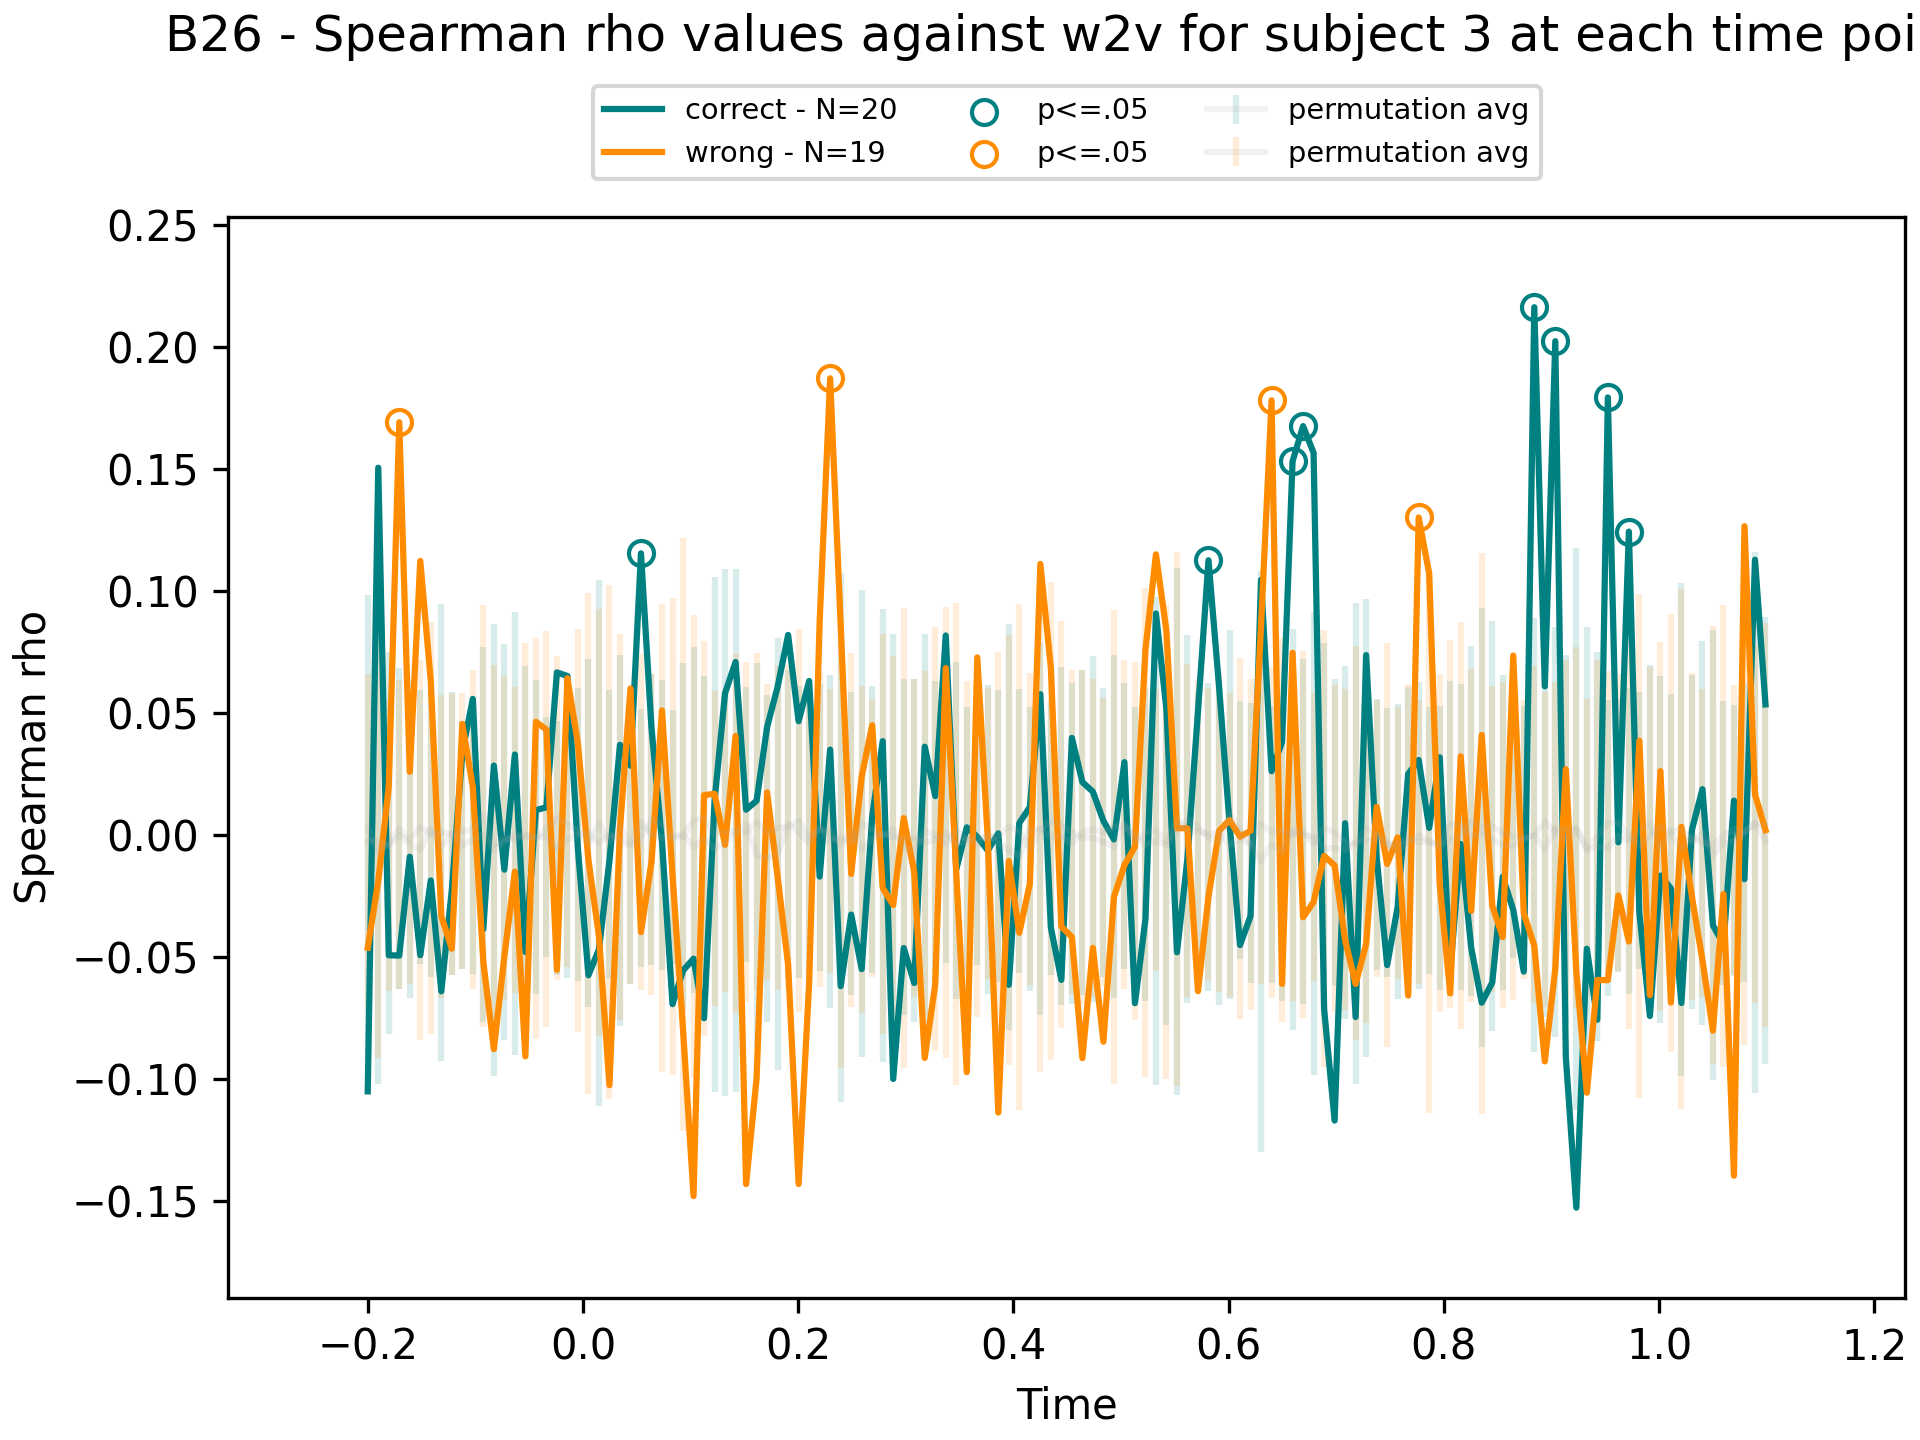 B26 - Spearman rho values against w2v for subject 3 at each time poi
correct - N=20
wrong - N=19
p<=.05
p<=.05
permutation avg
permutation avg
0.25
0.20
0.15
0.10
0.05
0.00
−0.05
−0.10
−0.15
Spearman rho
−0.2 0.0 0.2 0.4 0.6 0.8 1.0 1.2
Time